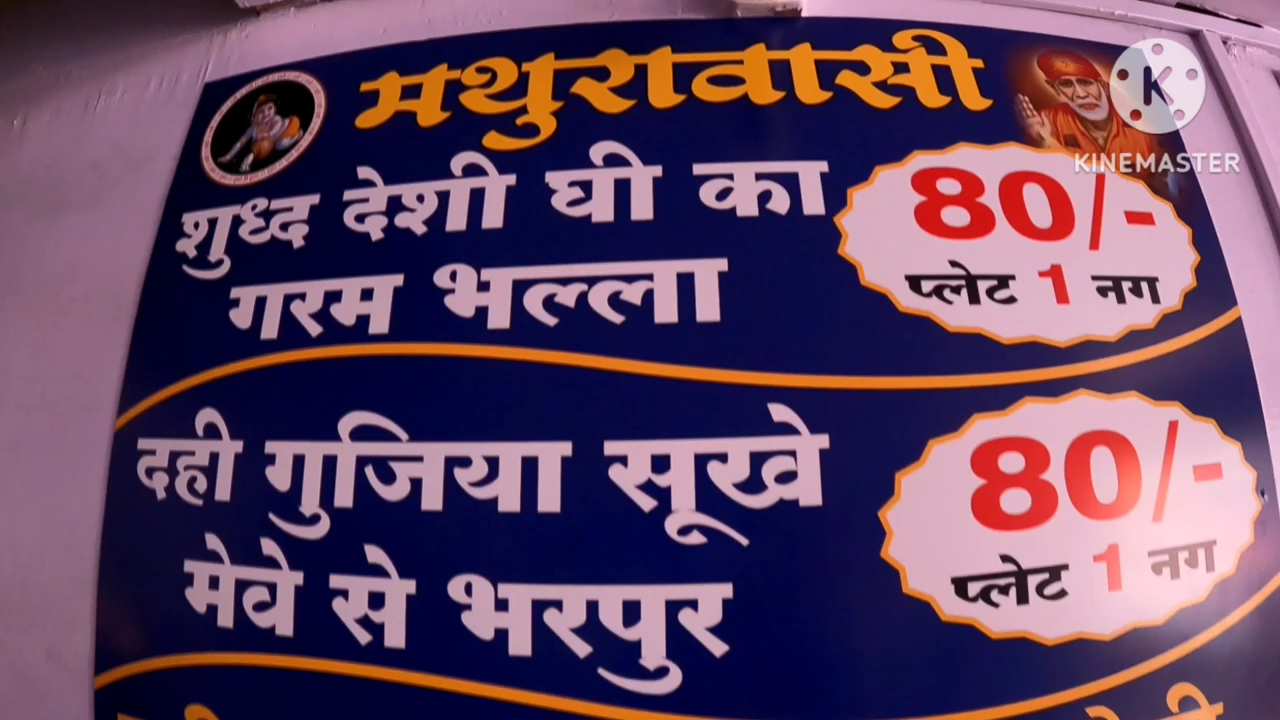 मथुरावासी
शुध्द देशी घी का
गरम भल्ला
80/-
प्लेट 1 नग
दही गुजिया सूखे
मेवे से भरपुर
80/-
प्लेट 1 नग
K
KINEMASTER